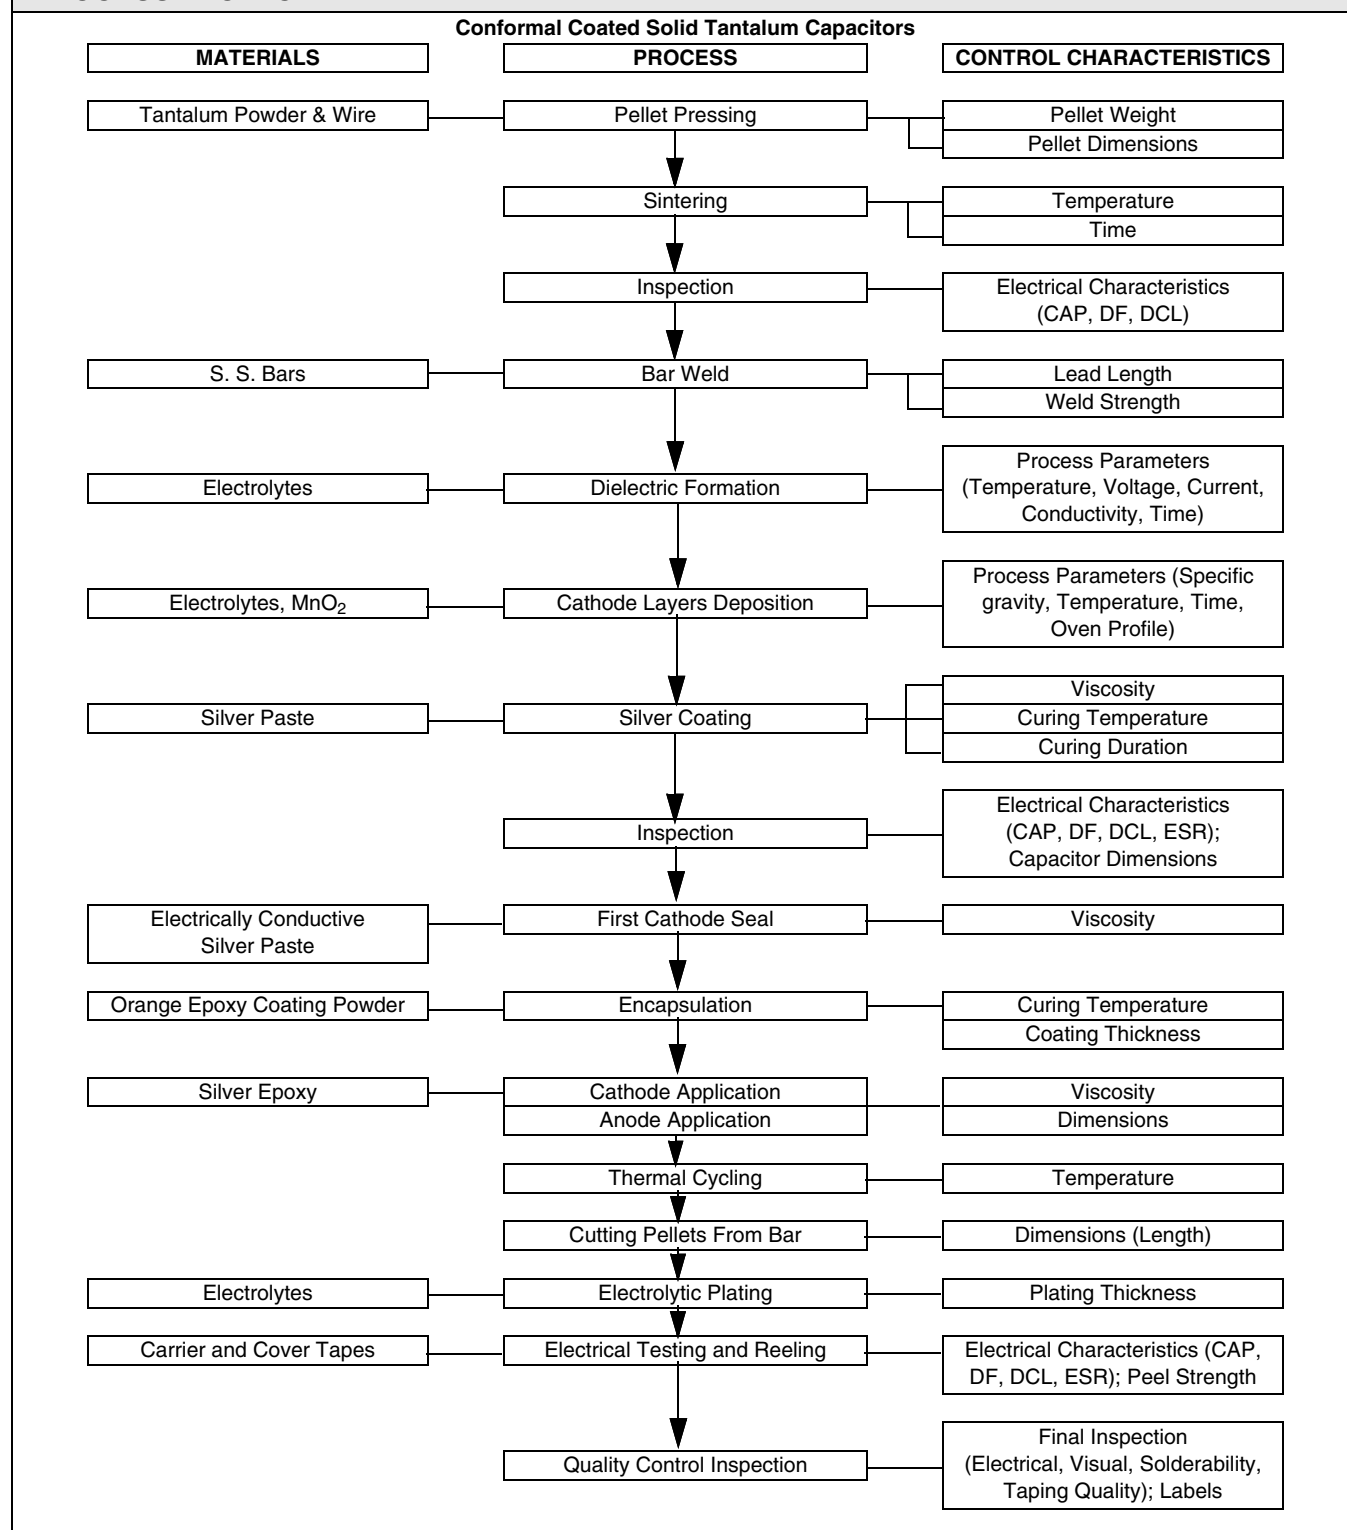 Conformal Coated Solid Tantalum Capacitors
MATERIALS
PROCESS
CONTROL CHARACTERISTICS
Tantalum Powder & Wire
Pellet Pressing
Pellet Weight
Pellet Dimensions
Sintering
Temperature
Time
Inspection
Electrical Characteristics
(CAP, DF, DCL)
S. S. Bars
Bar Weld
Lead Length
Weld Strength
Electrolytes
Dielectric Formation
Process Parameters
(Temperature, Voltage, Current,
Conductivity, Time)
Electrolytes, MnO2
Cathode Layers Deposition
Process Parameters (Specific
gravity, Temperature, Time,
Oven Profile)
Silver Paste
Silver Coating
Viscosity
Curing Temperature
Curing Duration
Inspection
Electrical Characteristics
(CAP, DF, DCL, ESR);
Capacitor Dimensions
Electrically Conductive
Silver Paste
First Cathode Seal
Viscosity
Orange Epoxy Coating Powder
Encapsulation
Curing Temperature
Coating Thickness
Silver Epoxy
Cathode Application
Anode Application
Viscosity
Dimensions
Thermal Cycling
Temperature
Cutting Pellets From Bar
Dimensions (Length)
Electrolytes
Electrolytic Plating
Plating Thickness
Carrier and Cover Tapes
Electrical Testing and Reeling
Electrical Characteristics (CAP,
DF, DCL, ESR); Peel Strength
Quality Control Inspection
Final Inspection
(Electrical, Visual, Solderability,
Taping Quality); Labels